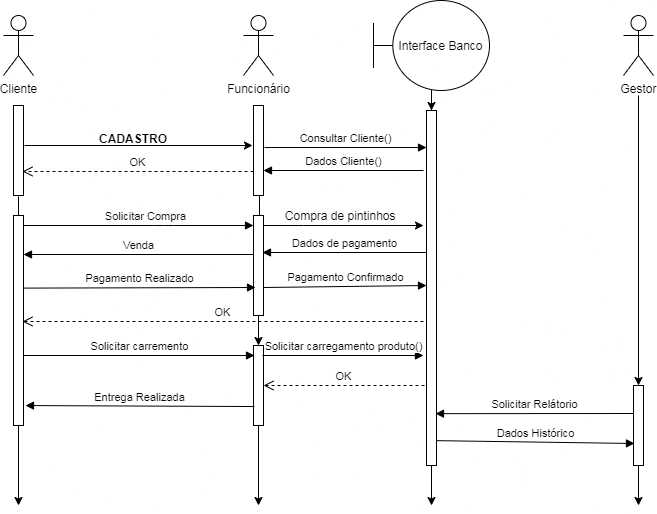 Interface Banco
Cliente
Funcionário
Gestor
CADASTRO
Consultar Cliente()
OK
Dados Cliente()
Solicitar Compra
Compra de pintinhos
Venda
Dados de pagamento
Pagamento Realizado
Pagamento Confirmado
OK
Solicitar carremento
Solicitar carregamento produto()
OK
Entrega Realizada
Solicitar Relátorio
Dados Histórico